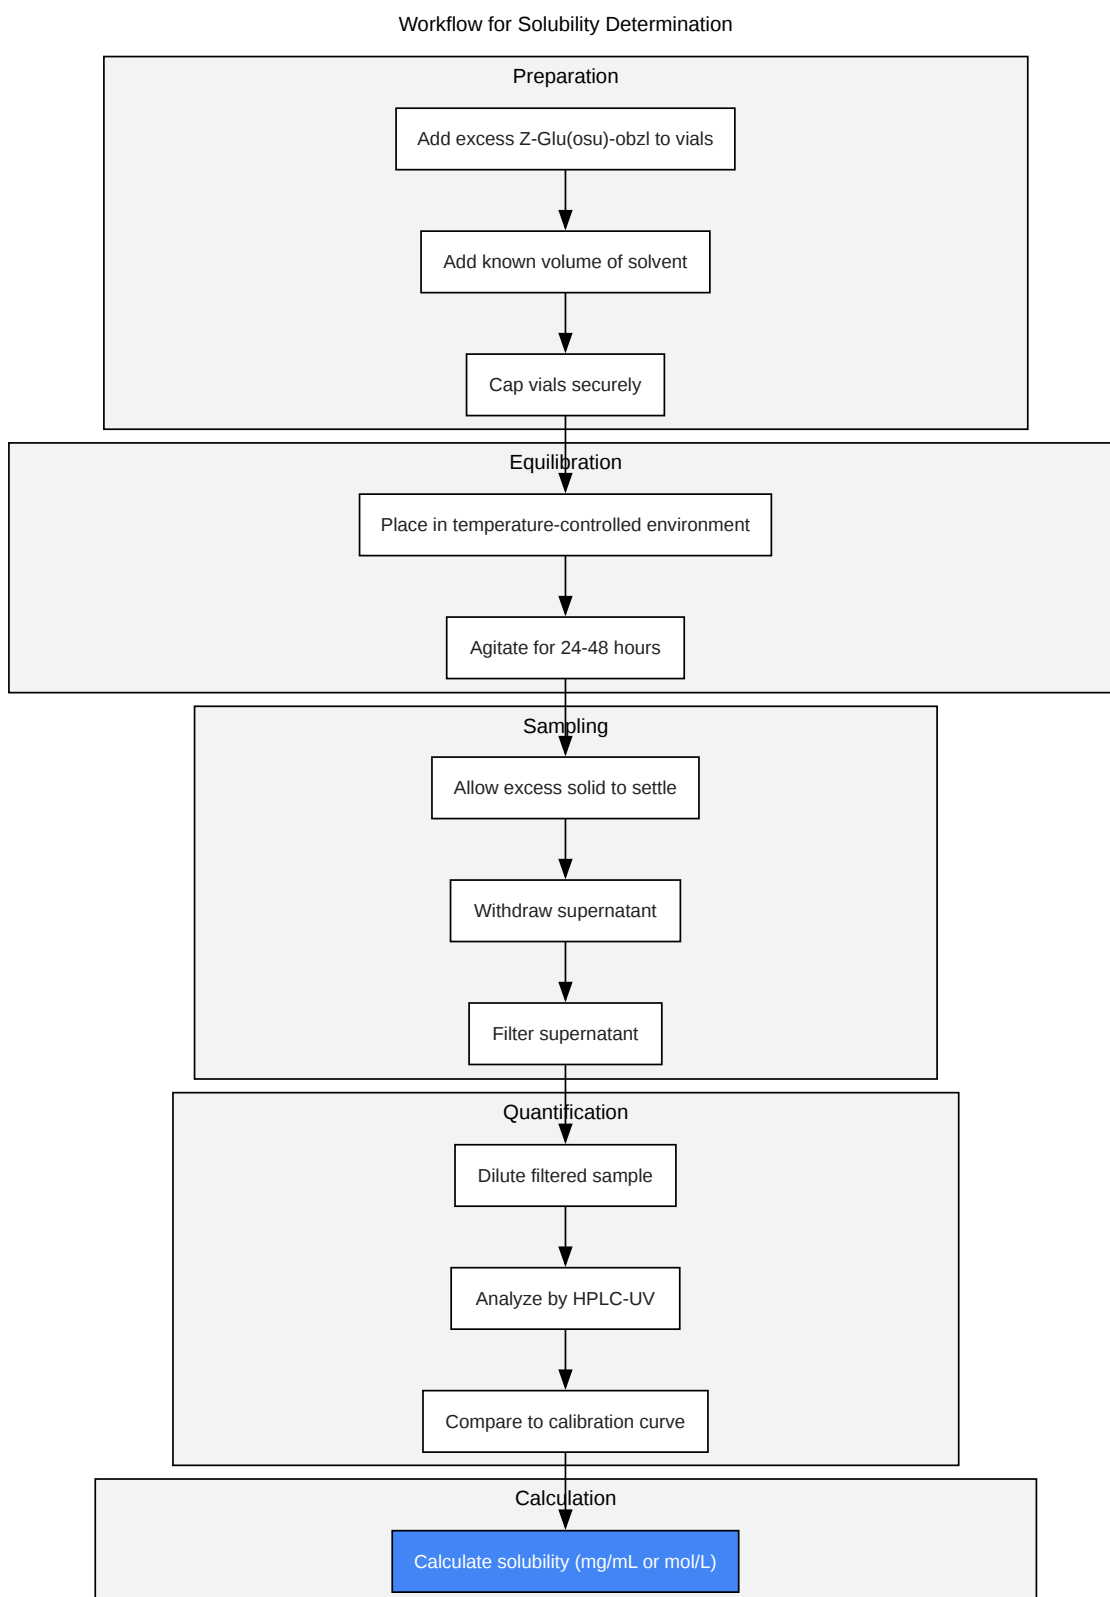 Workflow for Solubility Determination
Preparation
Add excess Z-Glu(osu)-obzl to vials
Add known volume of solvent
Cap vials securely
Equilibration
Place in temperature-controlled environment
Agitate for 24-48 hours
Sampling
Allow excess solid to settle
Withdraw supernatant
Filter supernatant
Quantification
Dilute filtered sample
Analyze by HPLC-UV
Compare to calibration curve
Calculation
Calculate solubility (mg/mL or mol/L)